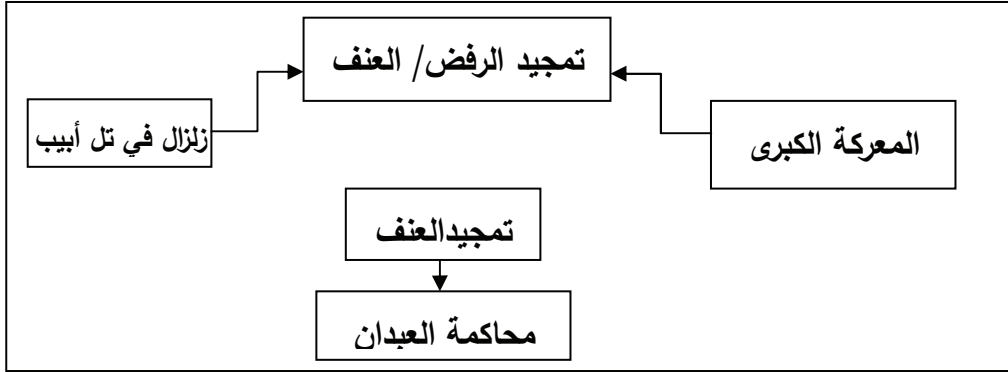 تمجيد الرفض/ العنف
زلزال في تل أبيب
المعركة الكبرى
تمجيدالعنف
محاكمة العبدان